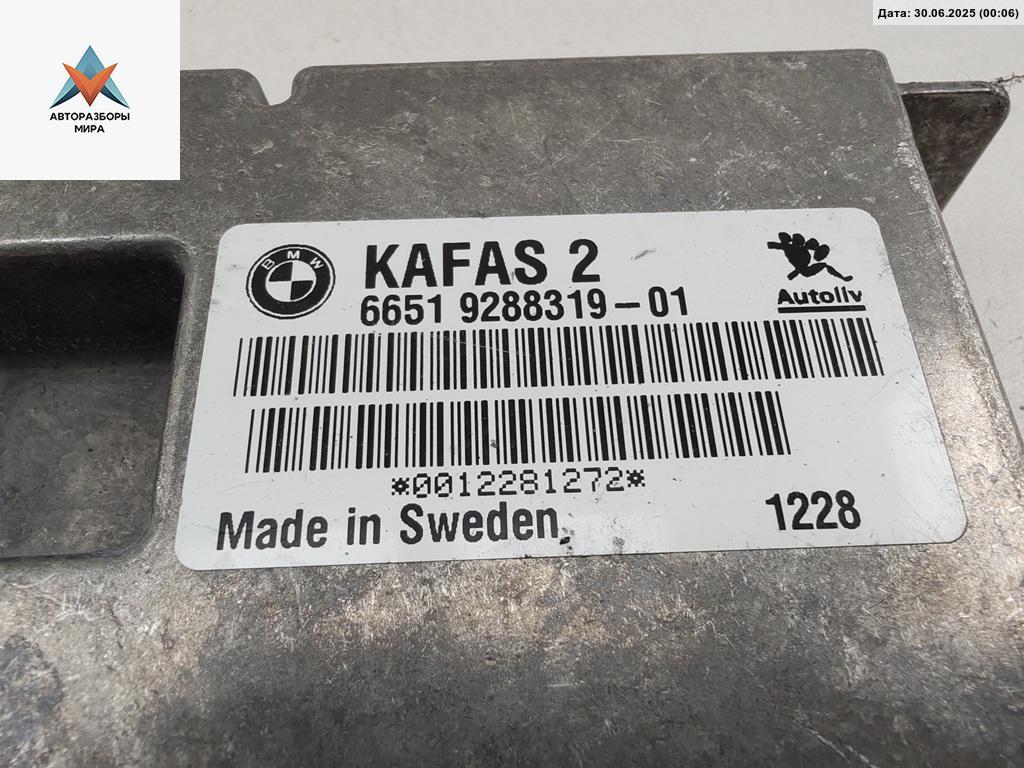 Дата: 30.06.2025 (00:06)
АВТОРАЗБОРЫ
МИРА
BMW
KAFAS 2
Autoliv
6651 9288319-01
*0012281272*
Made in Sweden
1228